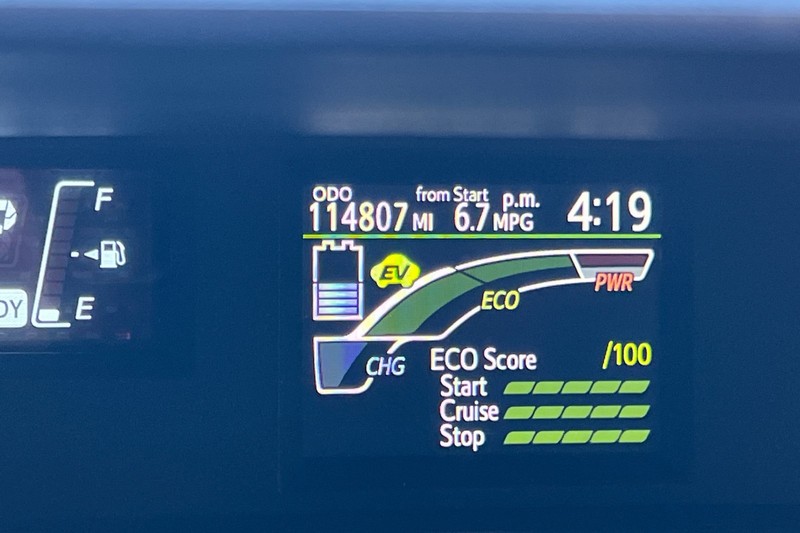 F
E
DY
ODO from Start p.m.
114807 MI 6.7 MPG 4:19
EV
PWR
ECO
CHG
ECO Score /100
Start
Cruise
Stop